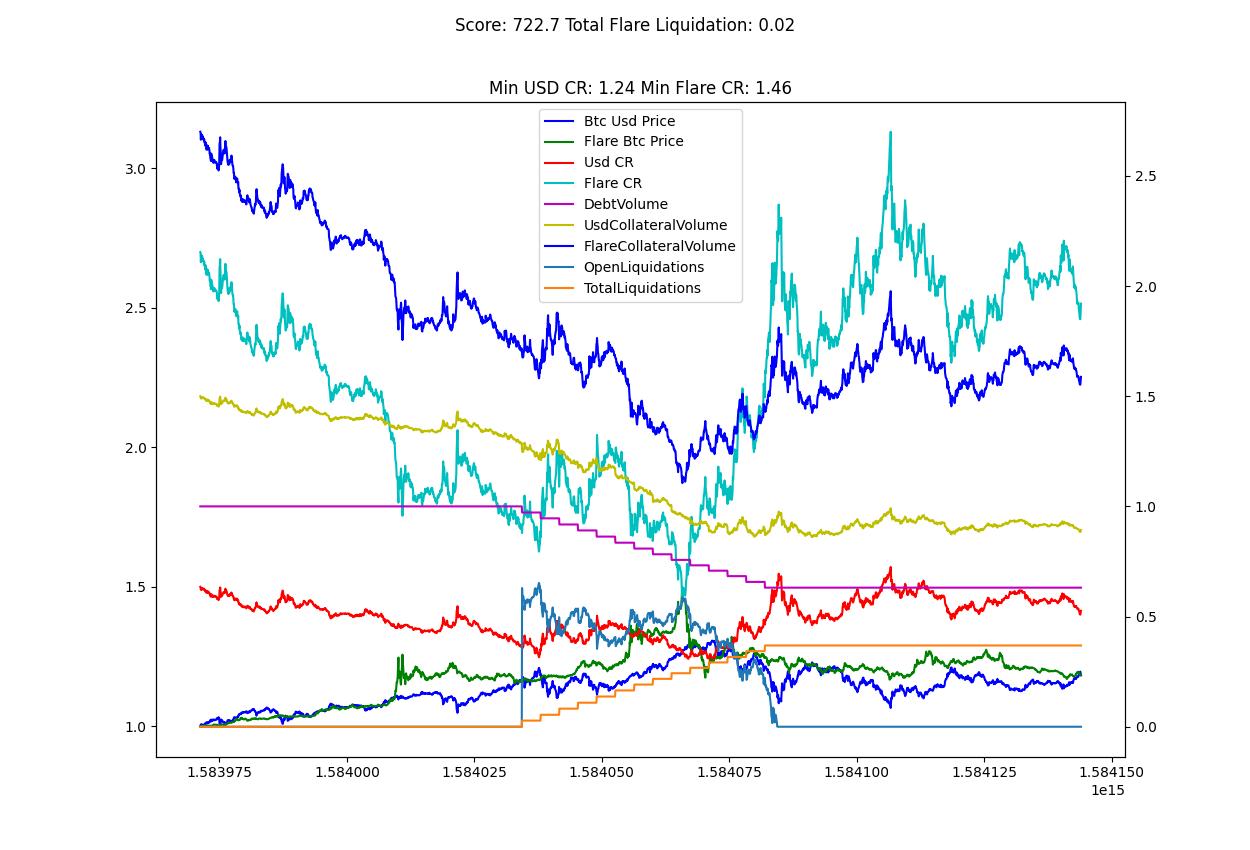 Score: 722.7 Total Flare Liquidation: 0.02
Min USD CR: 1.24 Min Flare CR: 1.46
Btc Usd Price
Flare Btc Price
Usd CR
Flare CR
DebtVolume
UsdCollateralVolume
FlareCollateralVolume
OpenLiquidations
TotalLiquidations
3.0
2.5
2.0
1.5
1.0
2.5
2.0
1.5
1.0
0.5
0.0
1.583975
1.584000
1.584025
1.584050
1.584075
1.584100
1.584125
1.584150
1e15